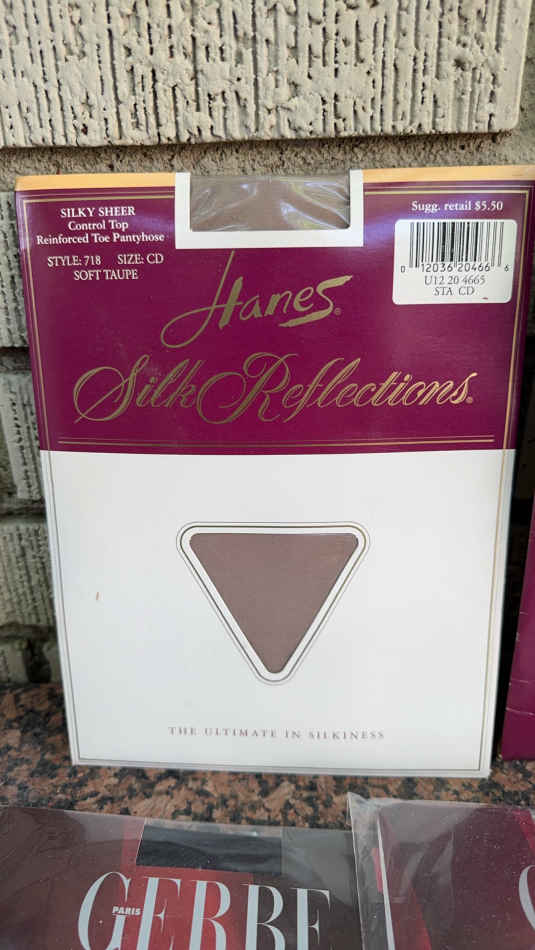 SILKY SHEER
Control Top
Reinforced Toe Pantyhose
STYLE: 718 SIZE: CD
SOFT TAUPE
Sugg. retail $5.50
0 12036 20466 6
U12 20 4665
STA CD
Hanes®
Silk Reflections®
THE ULTIMATE IN SILKINESS
GERBE
PARIS